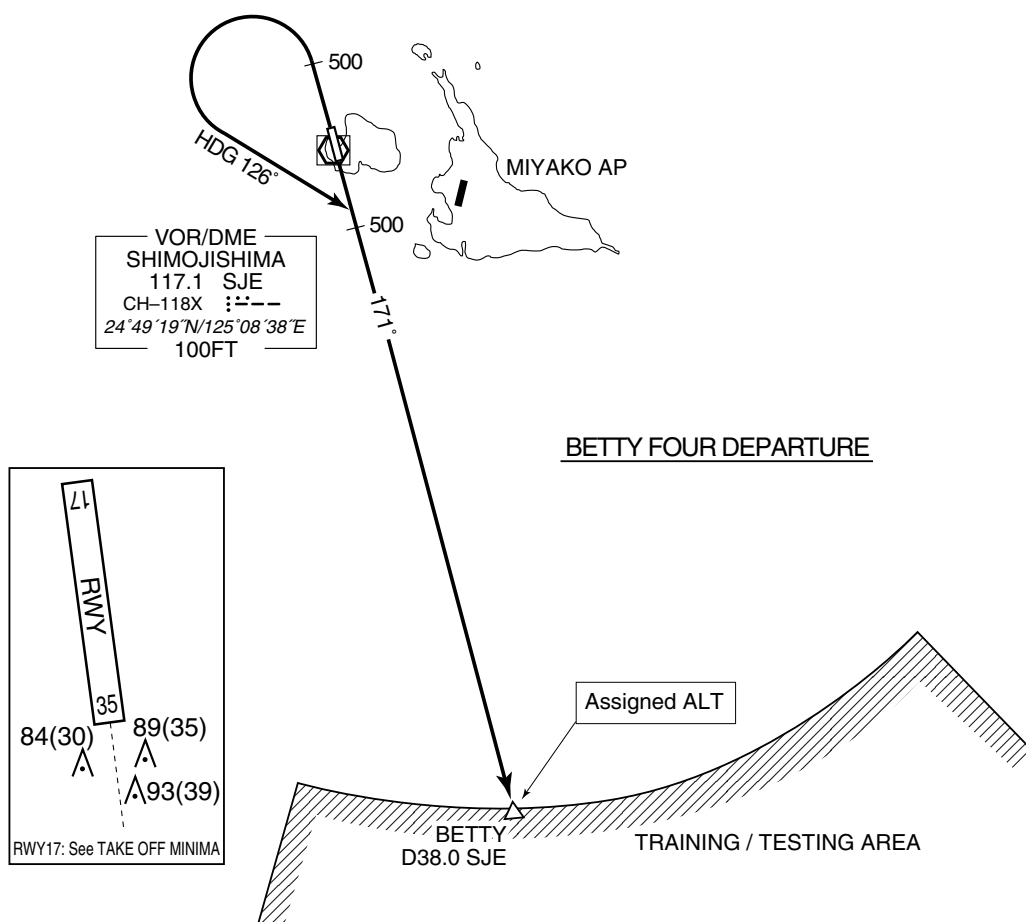 500
HDG 126°
MIYAKO AP
500
VOR/DME
SHIMOJISHIMA
117.1 SJE
CH–118X
24°49´19˝N/125°08´38˝E
100FT
171°
BETTY FOUR DEPARTURE
17
RWY
35
84(30)
89(35)
93(39)
RWY17: See TAKE OFF MINIMA
Assigned ALT
BETTY
D38.0 SJE
TRAINING / TESTING AREA